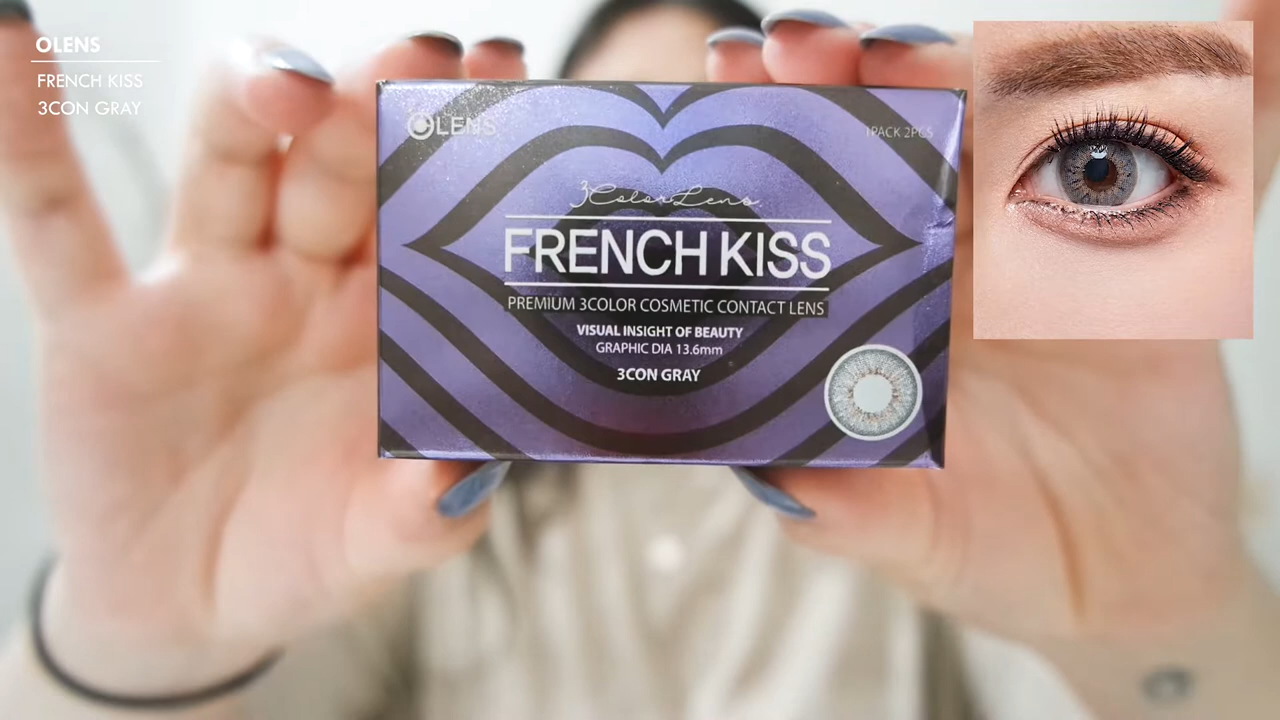 OLENS
FRENCH KISS
3CON GRAY
OLENS
1PACK 2PCS
3ColorLens
FRENCH KISS
PREMIUM 3COLOR COSMETIC CONTACT LENS
VISUAL INSIGHT OF BEAUTY
GRAPHIC DIA 13.6mm
3CON GRAY